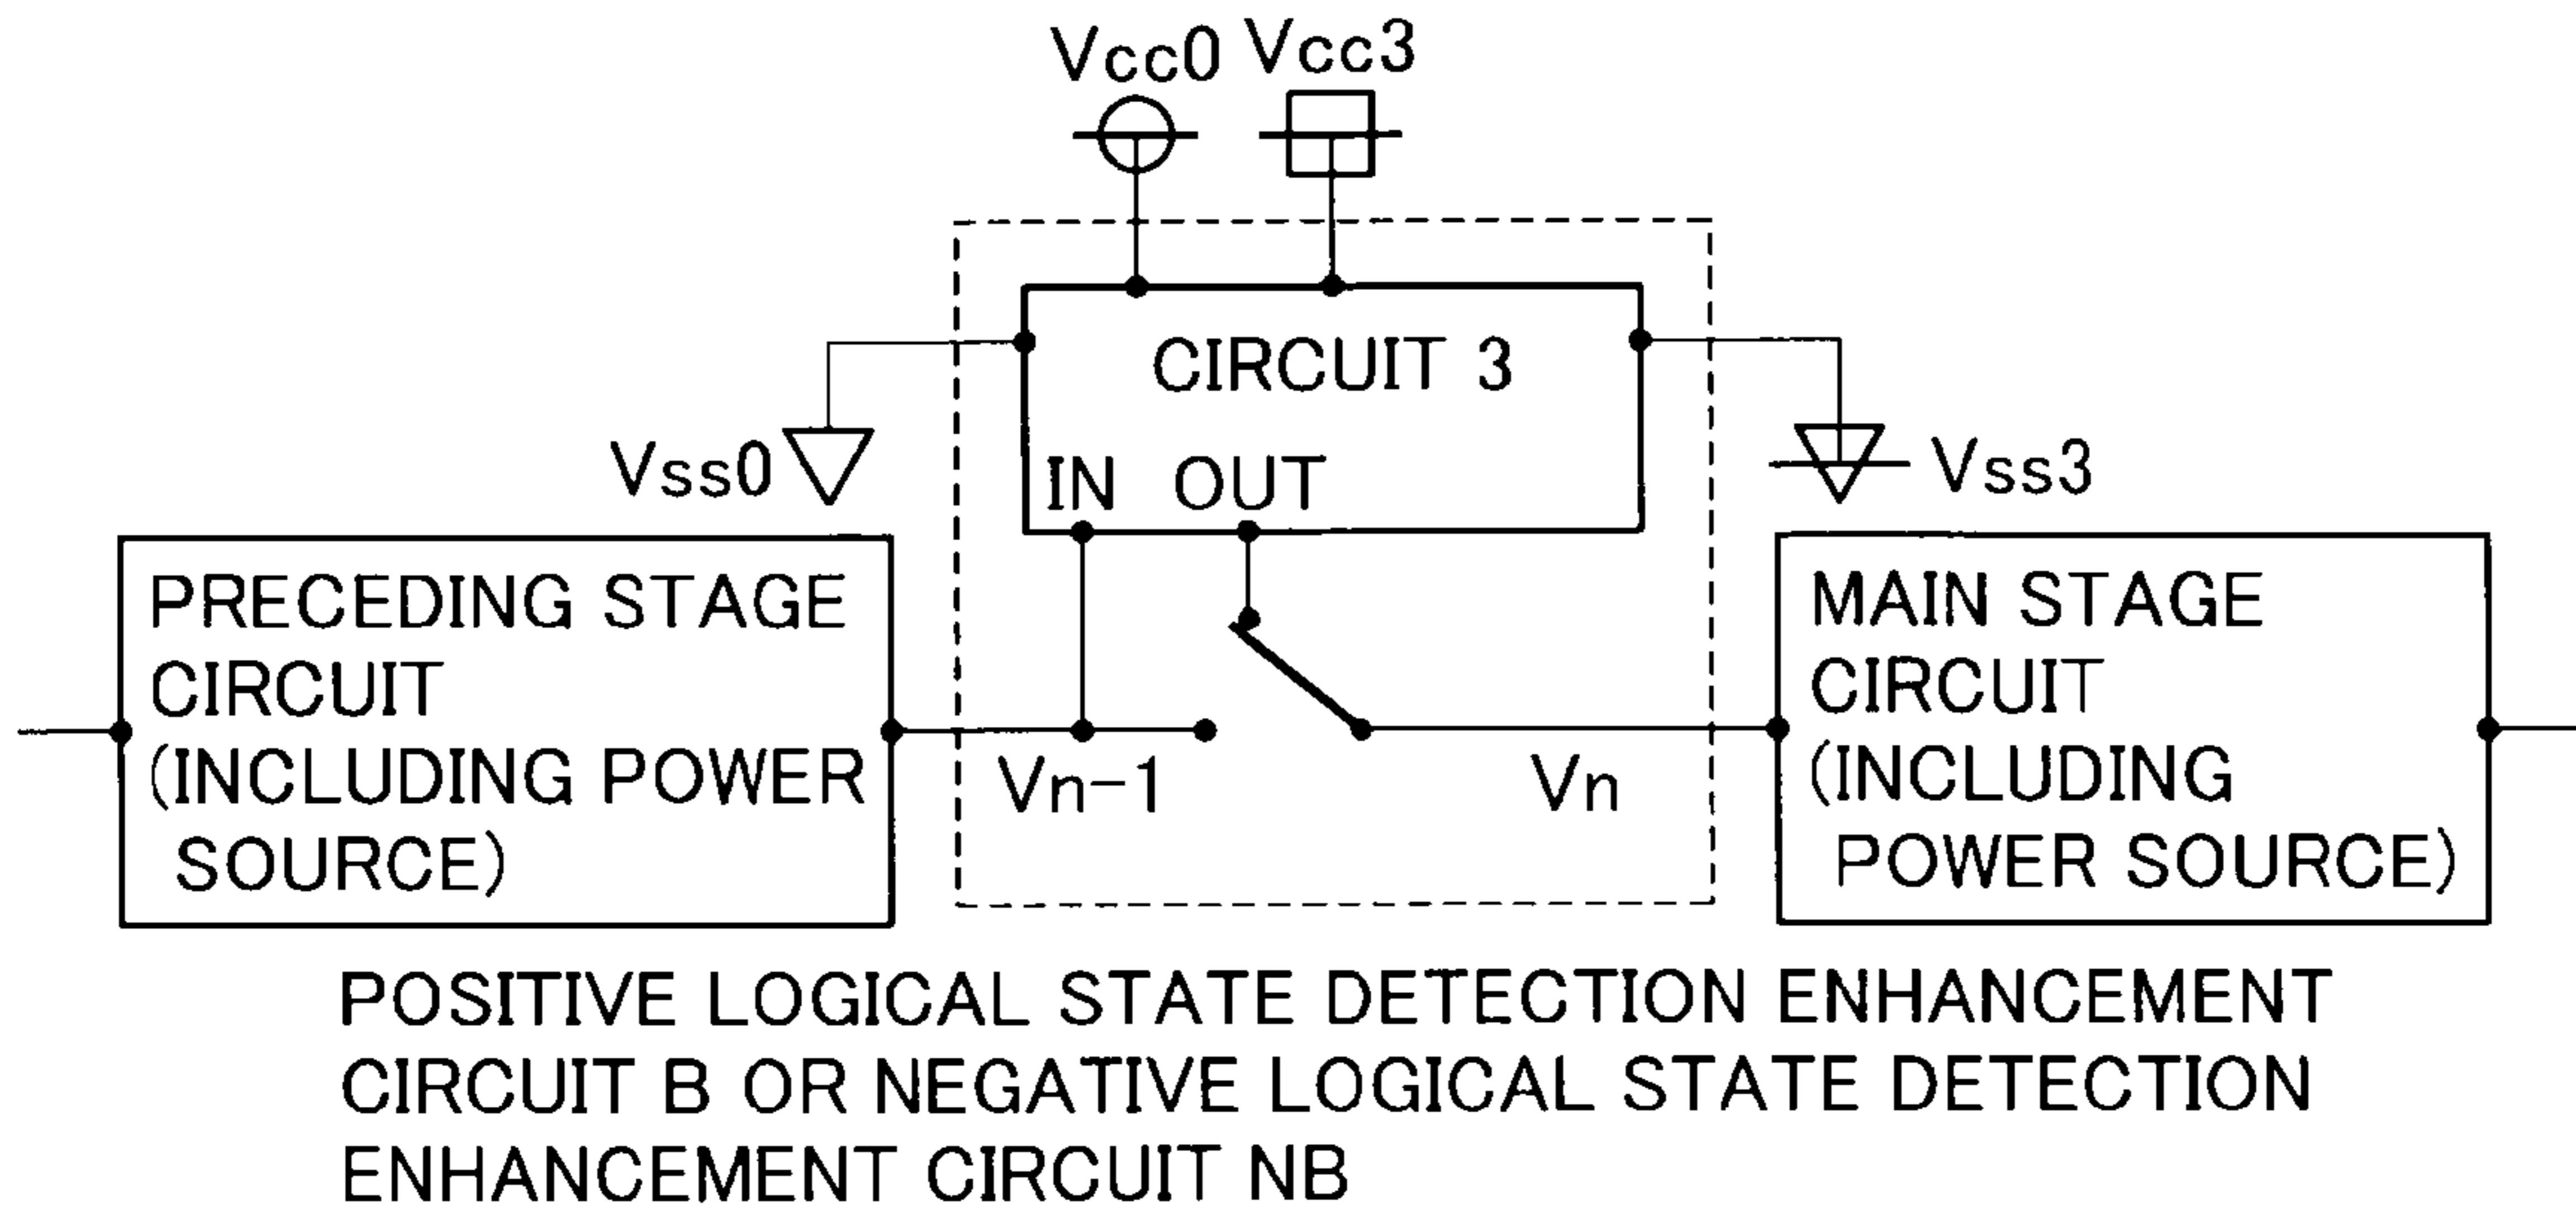 Vcc0 Vcc3
CIRCUIT 3
Vss0
IN OUT
Vss3
PRECEDING STAGE
CIRCUIT
(INCLUDING POWER
SOURCE)
Vn-1
Vn
MAIN STAGE
CIRCUIT
(INCLUDING
POWER SOURCE)
POSITIVE LOGICAL STATE DETECTION ENHANCEMENT
CIRCUIT B OR NEGATIVE LOGICAL STATE DETECTION
ENHANCEMENT CIRCUIT NB